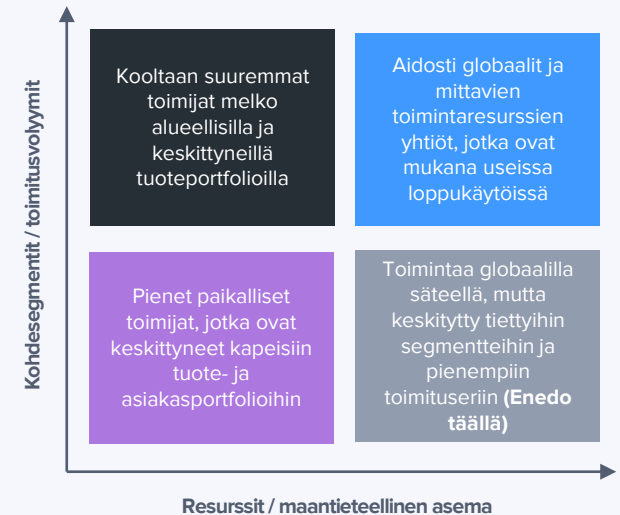 Kohdesegmentit / toimitusvolyymit
Kooltaan suuremmat
toimijat melko
alueellisilla ja
keskittyneillä
tuoteportfolioilla
Aidosti globaalit ja
mittavien
toimintaresurssien
yhtiöt, jotka ovat
mukana useissa
loppukäytöissä
Pienet paikalliset
toimijat, jotka ovat
keskittyneet kapeisiin
tuote- ja
asiakasportfolioihin
Toimintaa globaalilla
säteellä, mutta
keskitytty tiettyihin
segmentteihin ja
pienempiin
toimituseriin (Enedo
täällä)
Resurssit / maantieteellinen asema